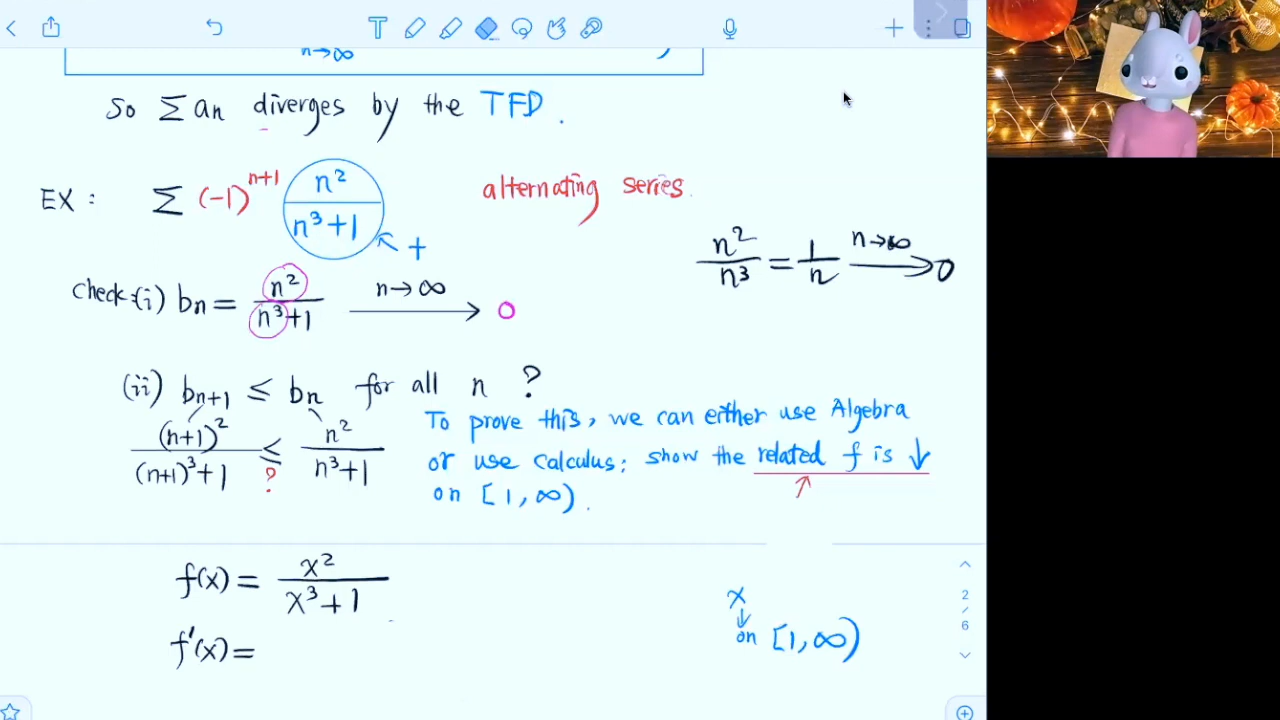 n→∞
So Σ an diverges by the TFD.
EX: Σ (-1)^{n+1} n²/(n³+1) alternating series.
+
n²/n³ = 1/n n→∞ → 0
check: (i) bn = n²/(n³+1) n→∞ → 0
(ii) b_{n+1} ≤ bn for all n ?
(n+1)²/((n+1)³+1) ≤ n²/(n³+1)
?
To prove this, we can either use Algebra
or use calculus; show the related f is ↓
on [1, ∞).
f(x) = x²/(x³+1)
x
↓
on [1, ∞)
f'(x) =
2
/
6
T